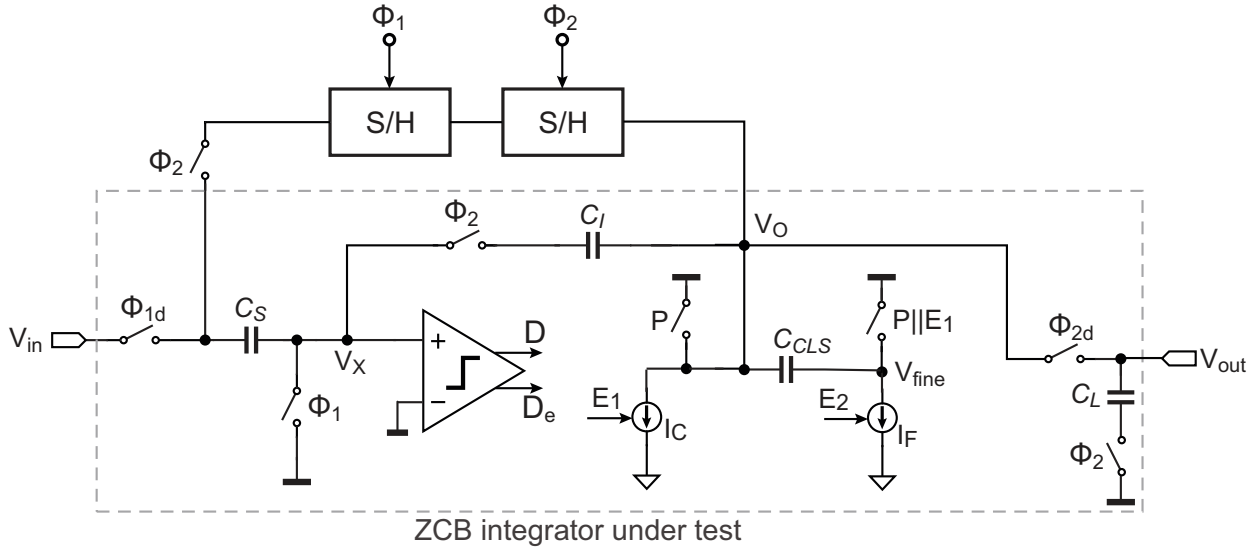 Φ1 Φ2
S/H S/H
Φ2
Φ2 CI VO
Φ1d CS P P||E1 Φ2d
Vin VX + D CCLS Vfine Vout
− De E1 IC E2 IF CL
Φ1 Φ2
ZCB integrator under test